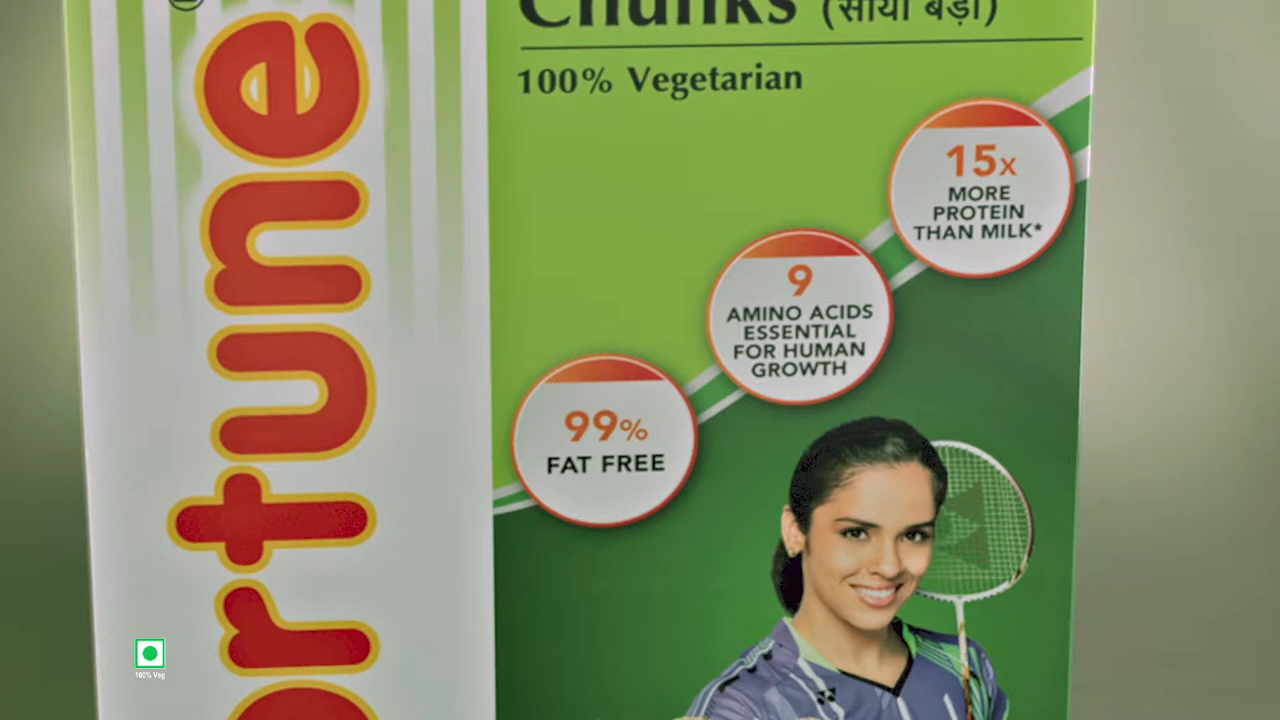 Chunks (सोया बड़ी)
100% Vegetarian
15x
MORE
PROTEIN
THAN MILK*
9
AMINO ACIDS
ESSENTIAL
FOR HUMAN
GROWTH
99%
FAT FREE
ortune
100% Veg